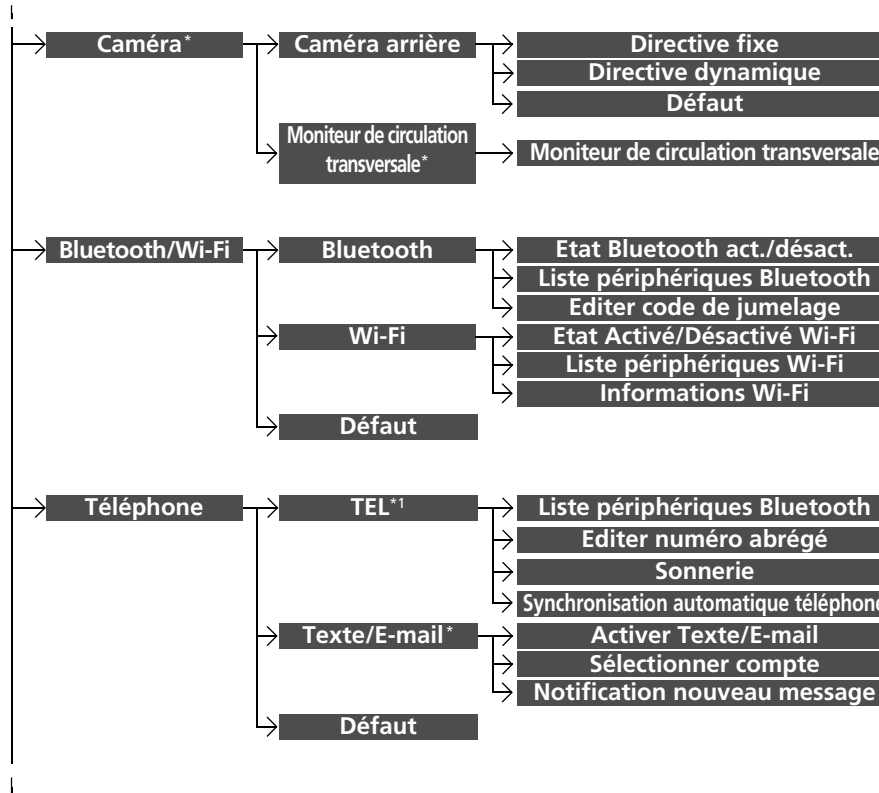 Caméra*
Caméra arrière
Directive fixe
Directive dynamique
Défaut
Moniteur de circulation
transversale*
Moniteur de circulation transversale
Bluetooth/Wi-Fi
Bluetooth
Etat Bluetooth act./désact.
Liste périphériques Bluetooth
Editer code de jumelage
Wi-Fi
Etat Activé/Désactivé Wi-Fi
Liste périphériques Wi-Fi
Informations Wi-Fi
Défaut
Téléphone
TEL*1
Liste périphériques Bluetooth
Editer numéro abrégé
Sonnerie
Synchronisation automatique téléphone
Texte/E-mail*
Activer Texte/E-mail
Sélectionner compte
Notification nouveau message
Défaut